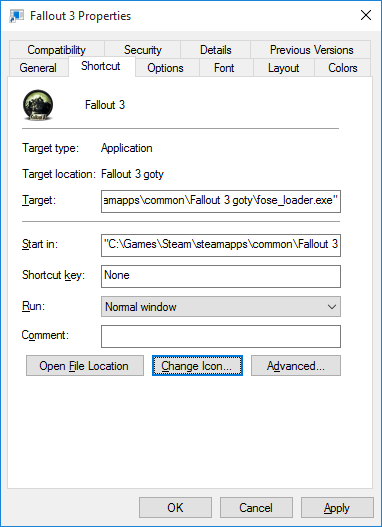 Fallout 3 Properties
Compatibility Security Details Previous Versions
General Shortcut Options Font Layout Colors
Fallout 3
Target type: Application
Target location: Fallout 3 goty
Target: amapps\common\Fallout 3 goty\fose_loader.exe"
Start in: "C:\Games\Steam\steamapps\common\Fallout 3
Shortcut key: None
Run: Normal window
Comment:
Open File Location Change Icon... Advanced...
OK Cancel Apply